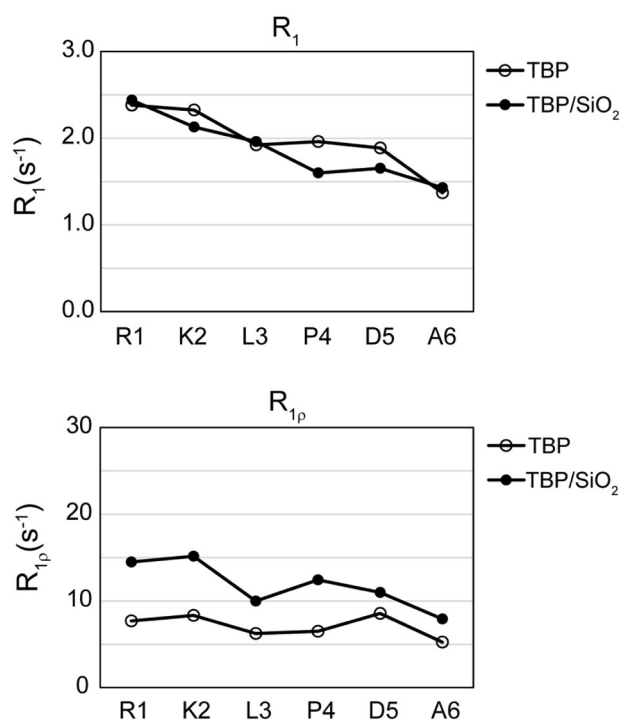 R₁
3.0
2.0
1.0
0.0
R₁(s⁻¹)
R1 K2 L3 P4 D5 A6
TBP
TBP/SiO₂
R₁ᵨ
30
20
10
0
R₁ᵨ(s⁻¹)
R1 K2 L3 P4 D5 A6
TBP
TBP/SiO₂